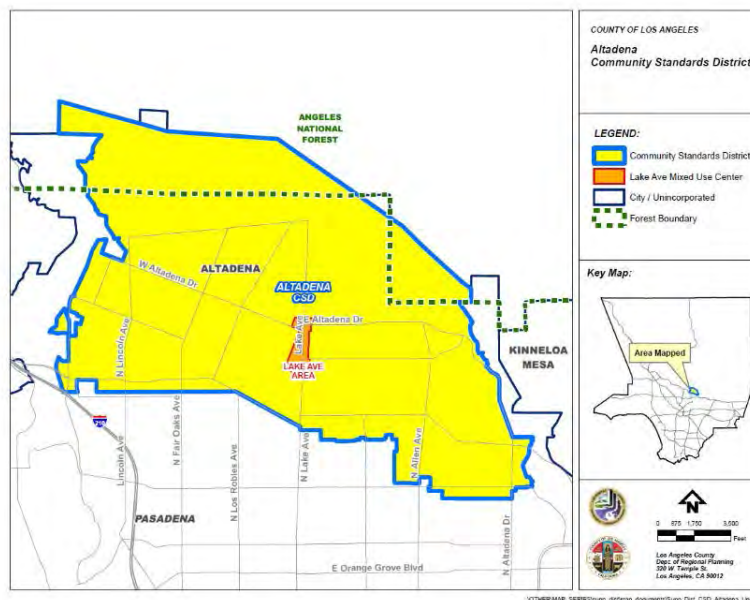 COUNTY OF LOS ANGELES
Altadena
Community Standards District
LEGEND:
Community Standards District
Lake Ave Mixed Use Center
City / Unincorporated
Forest Boundary
Key Map:
Area Mapped
N
0 875 1,750 3,500
Feet
Los Angeles County
Dept. of Regional Planning
320 W. Temple St.
Los Angeles, CA 90012
ANGELES
NATIONAL
FOREST
ALTADENA
W Altadena Dr
ALTADENA
CSD
E Altadena Dr
Lake Ave
LAKE AVE
AREA
KINNELOA
MESA
N Lincoln Ave
Lincoln Ave
N Fair Oaks Ave
N Los Robles Ave
N Lake Ave
N Allen Ave
N Altadena Dr
PASADENA
E Orange Grove Blvd